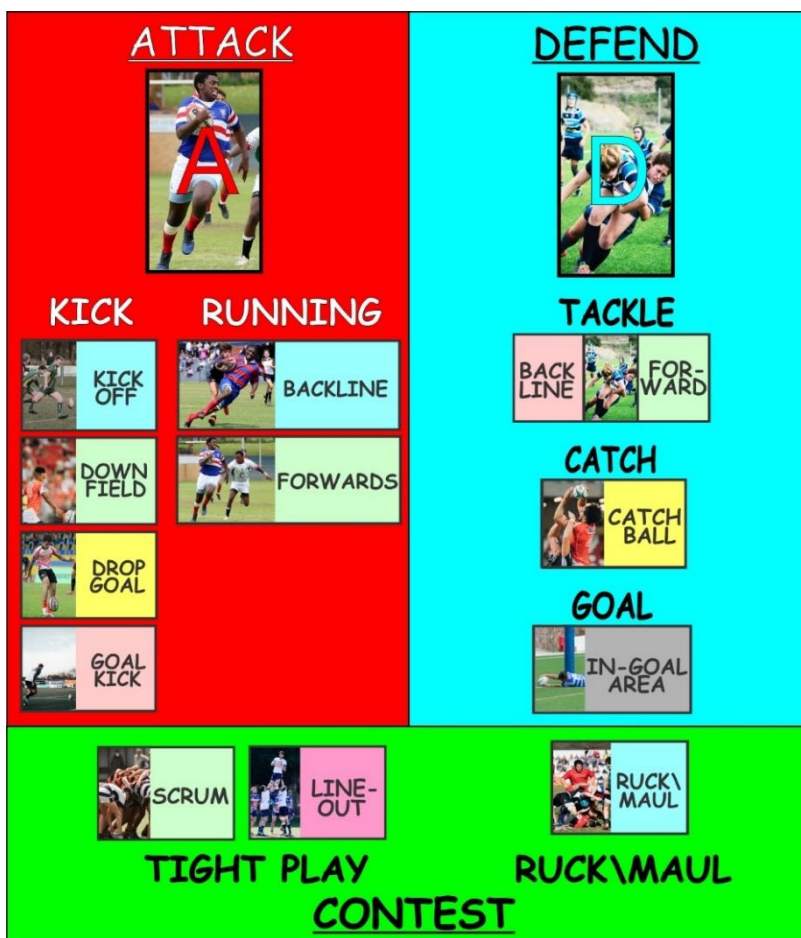 ATTACK
A
KICK
RUNNING
KICK
OFF
BACKLINE
DOWN
FIELD
FORWARDS
DROP
GOAL
GOAL
KICK
DEFEND
D
TACKLE
BACK
LINE
FOR-
WARD
CATCH
CATCH
BALL
GOAL
IN-GOAL
AREA
SCRUM
LINE-
OUT
RUCK\
MAUL
TIGHT PLAY
RUCK\MAUL
CONTEST